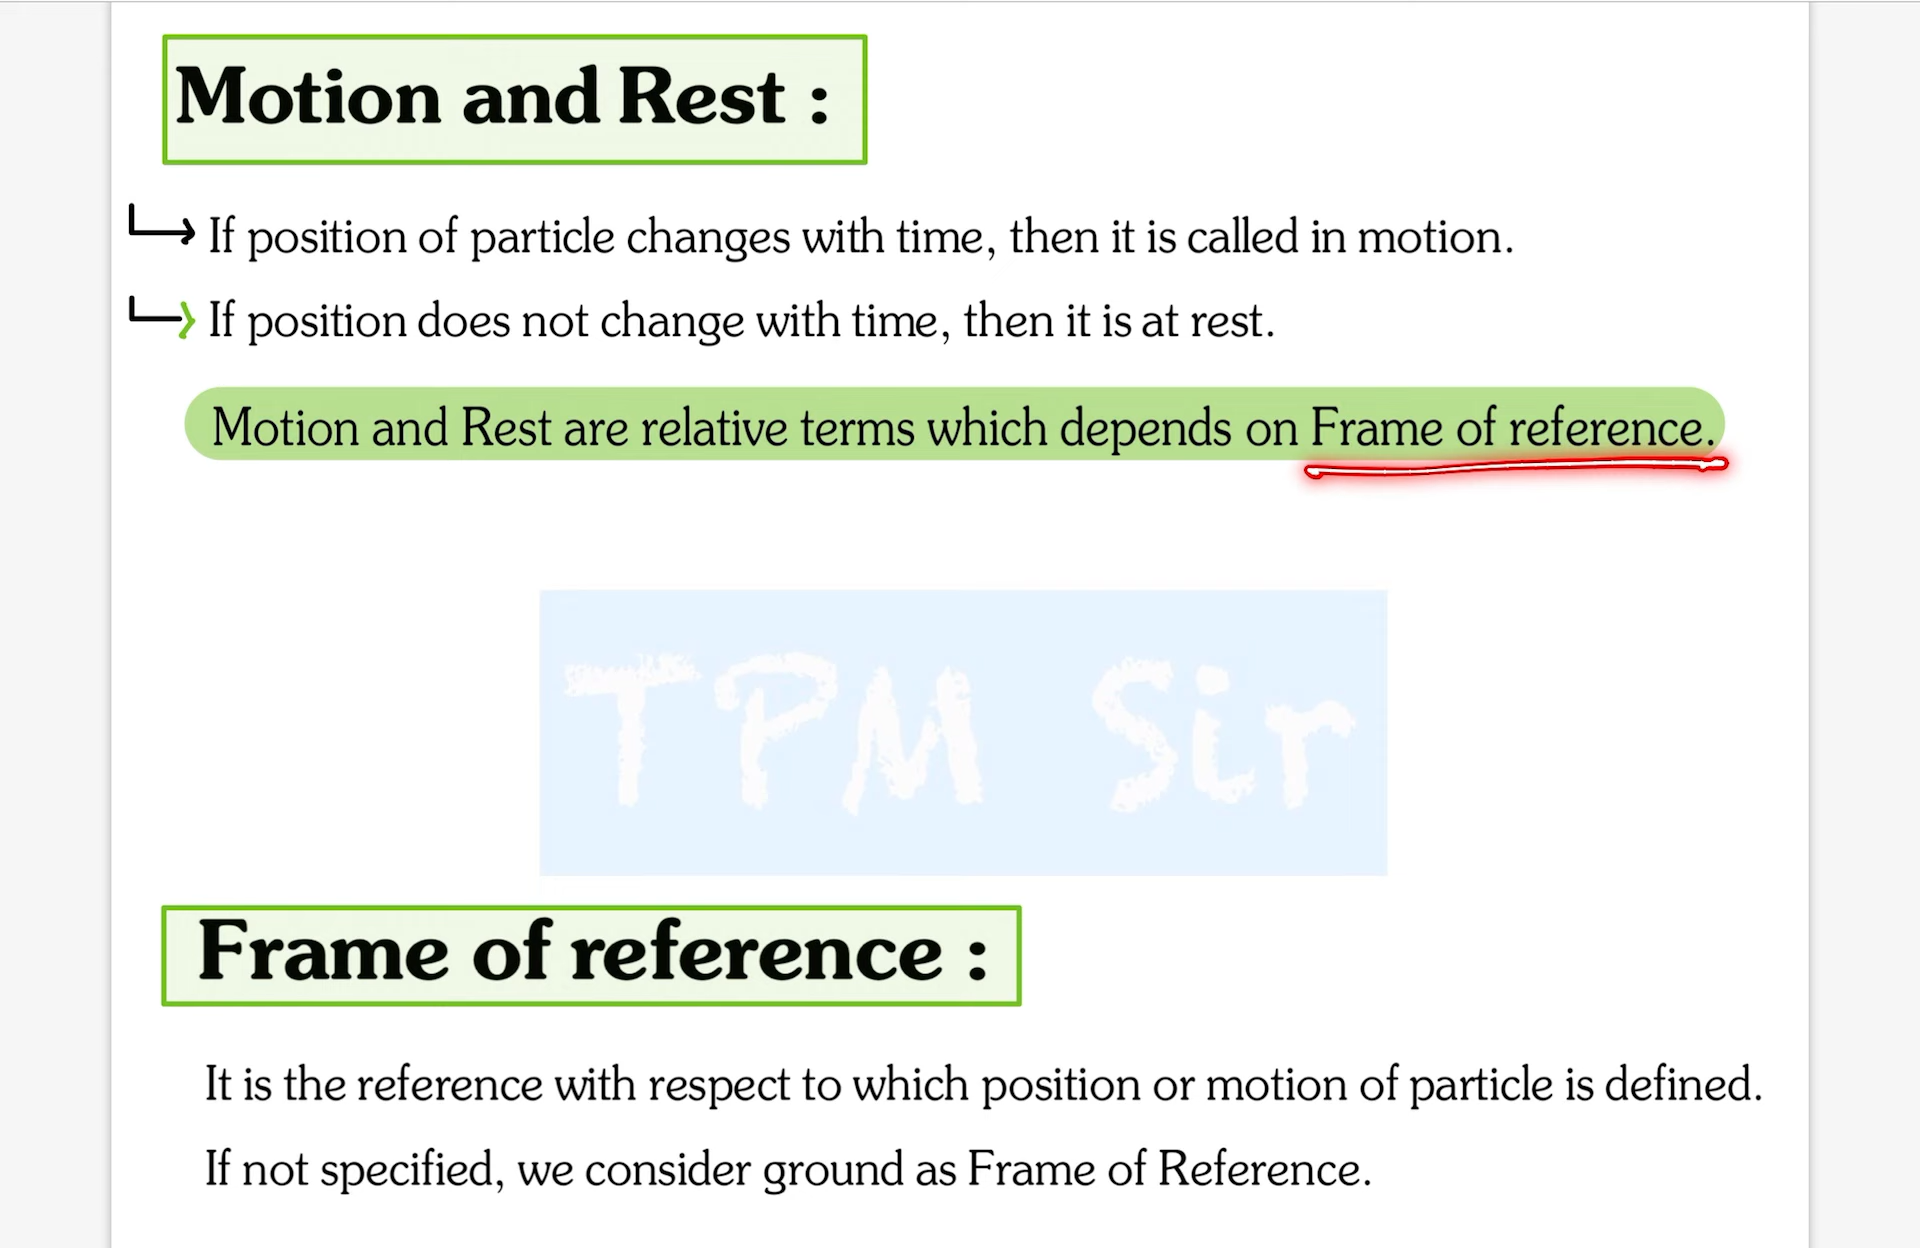 Motion and Rest :
If position of particle changes with time, then it is called in motion.
If position does not change with time, then it is at rest.
Motion and Rest are relative terms which depends on Frame of reference.
TPM Sir
Frame of reference :
It is the reference with respect to which position or motion of particle is defined.
If not specified, we consider ground as Frame of Reference.